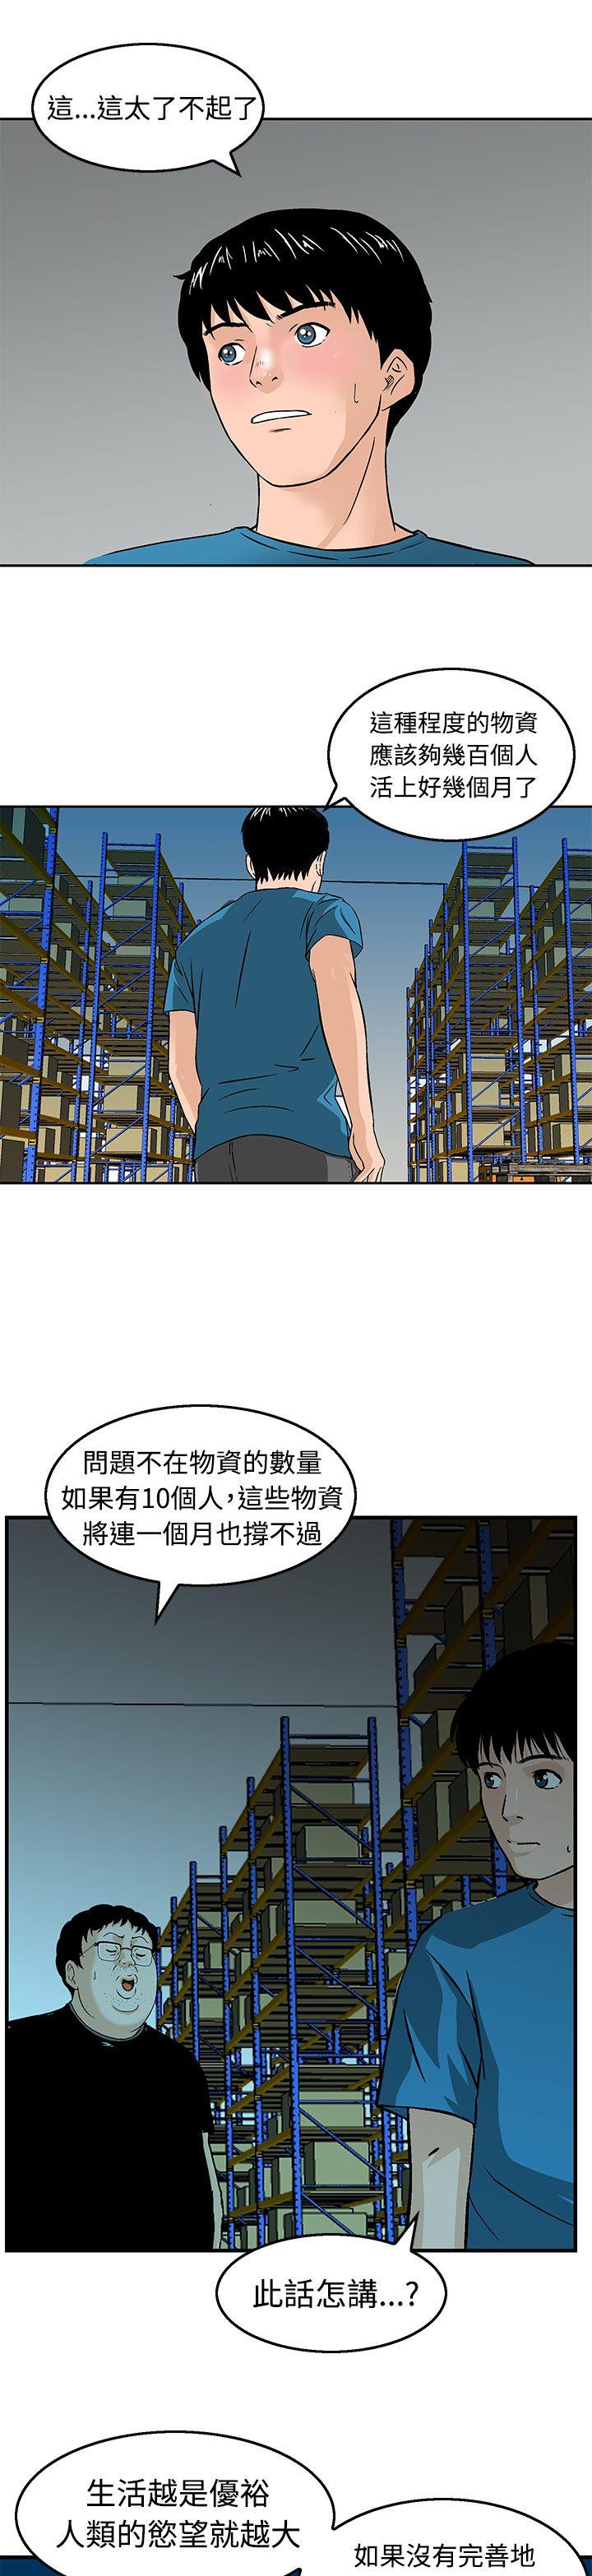 這...這太了不起了
這種程度的物資
應該夠幾百個人
活上好幾個月了
問題不在物資的數量
如果有10個人，這些物資
將連一個月也撐不過
此話怎講...?
生活越是優裕
人類的慾望就越大
如果沒有完善地